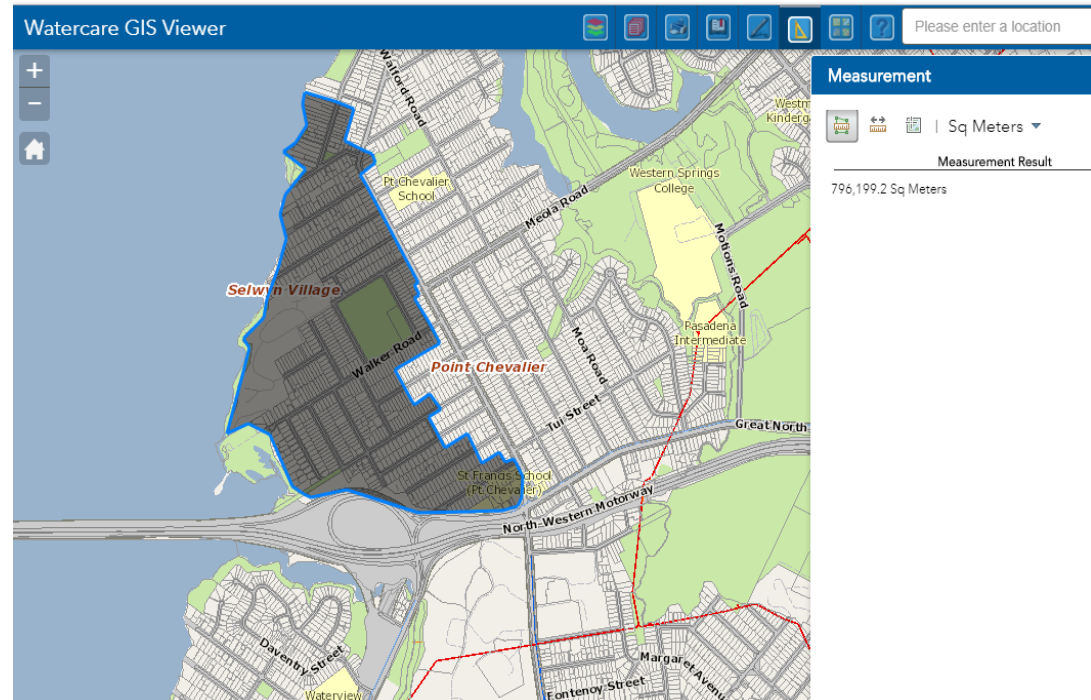 Watercare GIS Viewer
Please enter a location
+
−
Measurement
Sq Meters
Measurement Result
796,199.2 Sq Meters
Walford Road
Pt Chevalier
School
Meola Road
Western Springs
College
Motions Road
Selwyn Village
Walker Road
Point Chevalier
Moa Road
Pasadena
Intermediate
Tui Street
Great North
St Francis School
(Pt Chevalier)
North-Western Motorway
Daventry Street
Waterview
Margaret Avenu
Fontenoy Street